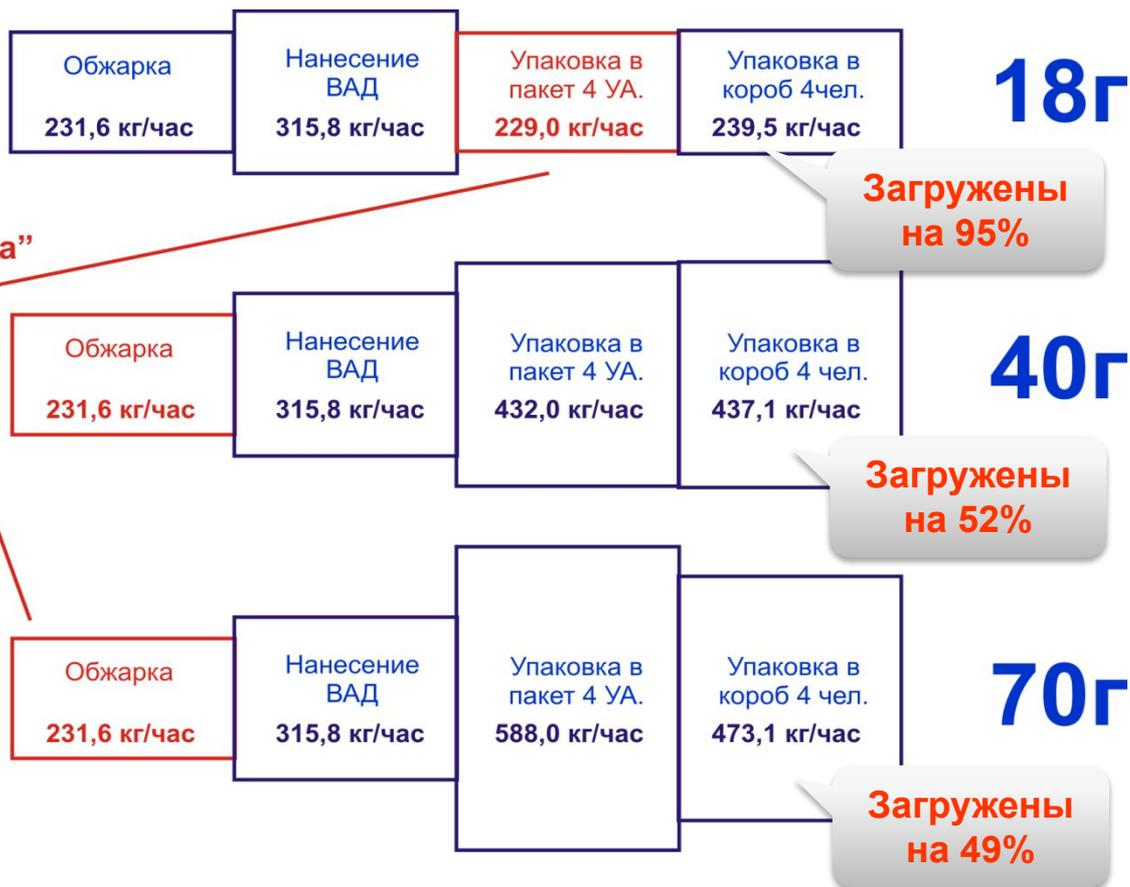 Обжарка
231,6 кг/час
Нанесение
ВАД
315,8 кг/час
Упаковка в
пакет 4 УА.
229,0 кг/час
Упаковка в
короб 4чел.
239,5 кг/час
18г
Загружены
на 95%
а”
Обжарка
231,6 кг/час
Нанесение
ВАД
315,8 кг/час
Упаковка в
пакет 4 УА.
432,0 кг/час
Упаковка в
короб 4 чел.
437,1 кг/час
40г
Загружены
на 52%
Обжарка
231,6 кг/час
Нанесение
ВАД
315,8 кг/час
Упаковка в
пакет 4 УА.
588,0 кг/час
Упаковка в
короб 4 чел.
473,1 кг/час
70г
Загружены
на 49%